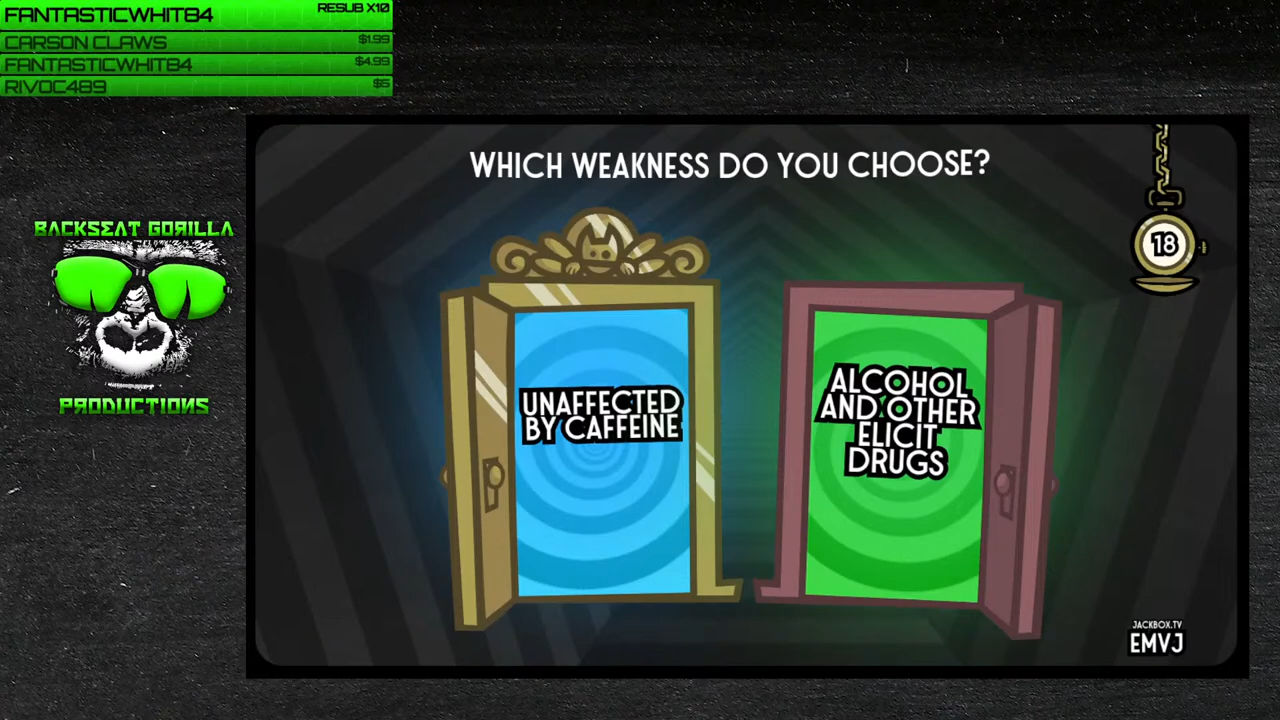 FANTASTICWHIT84 RESUB X10
CARSON CLAWS $1.99
FANTASTICWHIT84 $4.99
RIVOC489 $5
BACKSEAT GORILLA
PRODUCTIONS
WHICH WEAKNESS DO YOU CHOOSE?
18
UNAFFECTED
BY CAFFEINE
ALCOHOL
AND OTHER
ELICIT
DRUGS
JACKBOX.TV
EMVJ